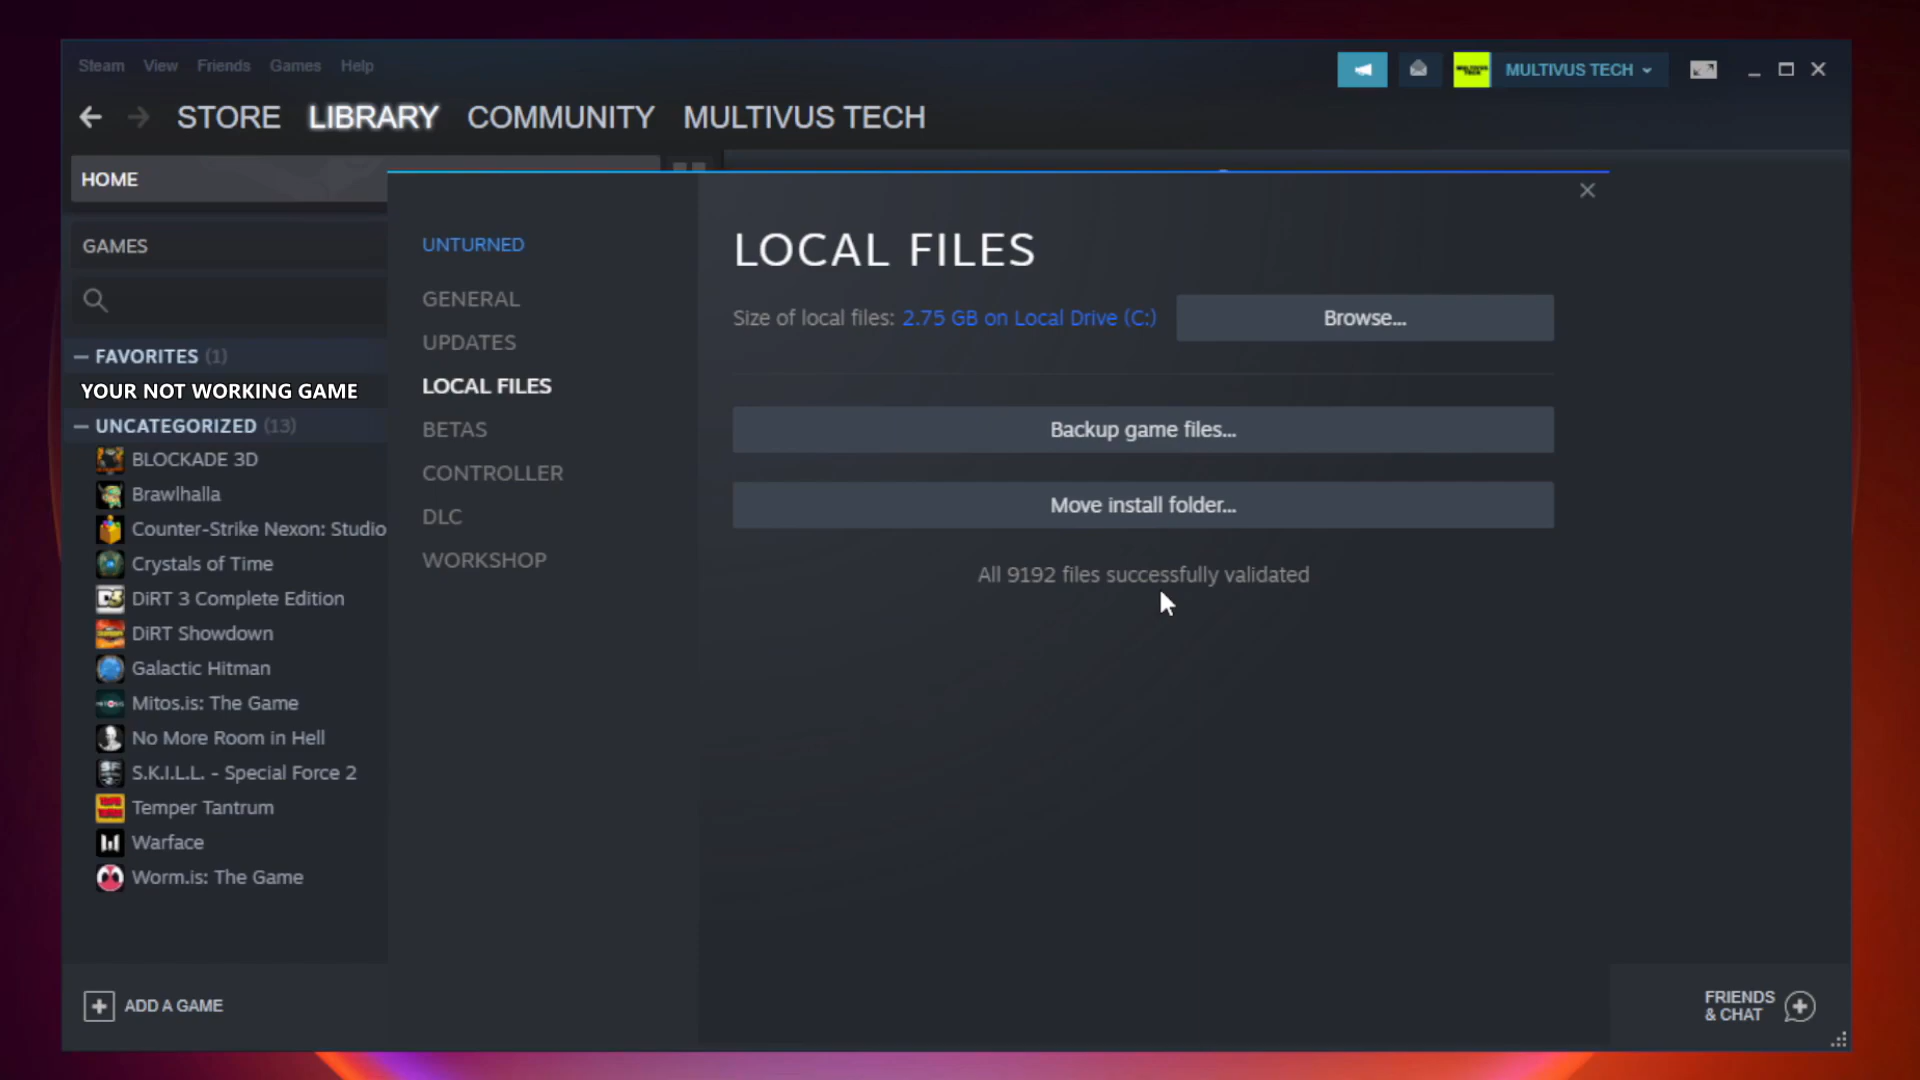 Steam View Friends Games Help
MULTIVUS TECH
STORE LIBRARY COMMUNITY MULTIVUS TECH
HOME
GAMES
— FAVORITES (1)
YOUR NOT WORKING GAME
— UNCATEGORIZED (13)
BLOCKADE 3D
Brawlhalla
Counter-Strike Nexon: Studio
Crystals of Time
DiRT 3 Complete Edition
DiRT Showdown
Galactic Hitman
Mitos.is: The Game
No More Room in Hell
S.K.I.L.L. - Special Force 2
Temper Tantrum
Warface
Worm.is: The Game
ADD A GAME
UNTURNED
GENERAL
UPDATES
LOCAL FILES
BETAS
CONTROLLER
DLC
WORKSHOP
LOCAL FILES
Size of local files: 2.75 GB on Local Drive (C:)
Browse...
Backup game files...
Move install folder...
All 9192 files successfully validated
FRIENDS
& CHAT